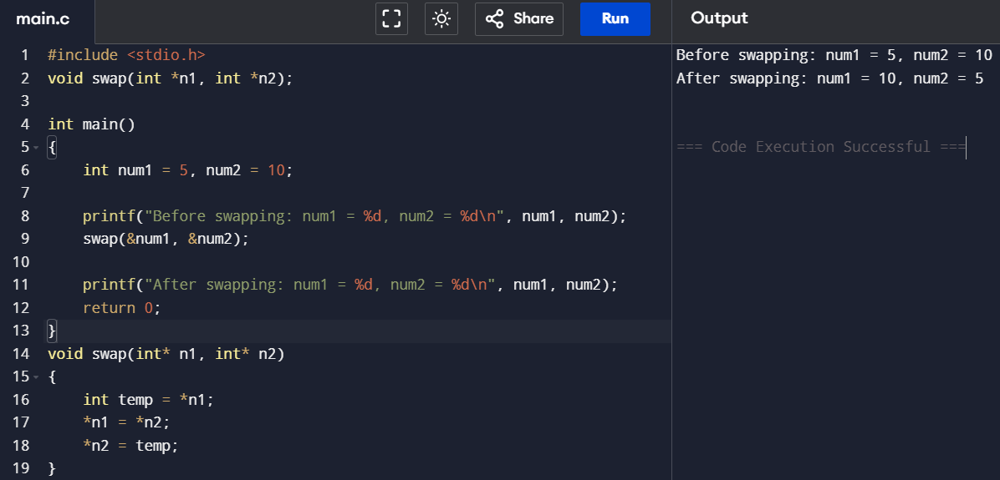 main.c
Share
Run
Output
1 #include <stdio.h>
2 void swap(int *n1, int *n2);
3
4 int main()
5 {
6     int num1 = 5, num2 = 10;
7
8     printf("Before swapping: num1 = %d, num2 = %d\n", num1, num2);
9     swap(&num1, &num2);
10
11     printf("After swapping: num1 = %d, num2 = %d\n", num1, num2);
12     return 0;
13 }
14 void swap(int* n1, int* n2)
15 {
16     int temp = *n1;
17     *n1 = *n2;
18     *n2 = temp;
19 }
Before swapping: num1 = 5, num2 = 10
After swapping: num1 = 10, num2 = 5
=== Code Execution Successful ===